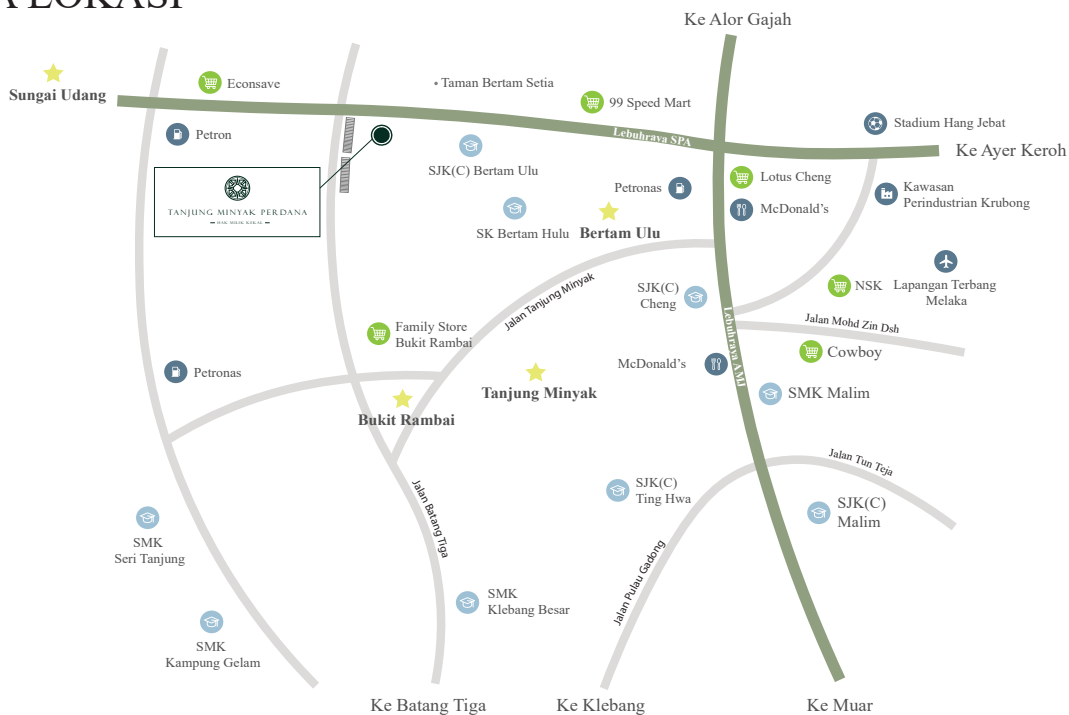 A LOKASI
Ke Alor Gajah
Sungai Udang
Econsave
• Taman Bertam Setia
99 Speed Mart
Lebuhraya SPA
Stadium Hang Jebat
Ke Ayer Keroh
Petron
SJK(C) Bertam Ulu
Petronas
Lotus Cheng
McDonald's
Kawasan
Perindustrian Krubong
TANJUNG MINYAK PERDANA
HAK MILIK KEKAL
SK Bertam Hulu
Bertam Ulu
Jalan Tanjung Minyak
SJK(C)
Cheng
NSK
Lapangan Terbang
Melaka
Jalan Mohd Zin Dsh
Family Store
Bukit Rambai
Lebuhraya AMJ
Cowboy
Petronas
McDonald's
Tanjung Minyak
SMK Malim
Bukit Rambai
Jalan Tun Teja
Jalan Batang Tiga
SJK(C)
Ting Hwa
SJK(C)
Malim
SMK
Seri Tanjung
Jalan Pulau Gadong
SMK
Klebang Besar
SMK
Kampung Gelam
Ke Batang Tiga
Ke Klebang
Ke Muar